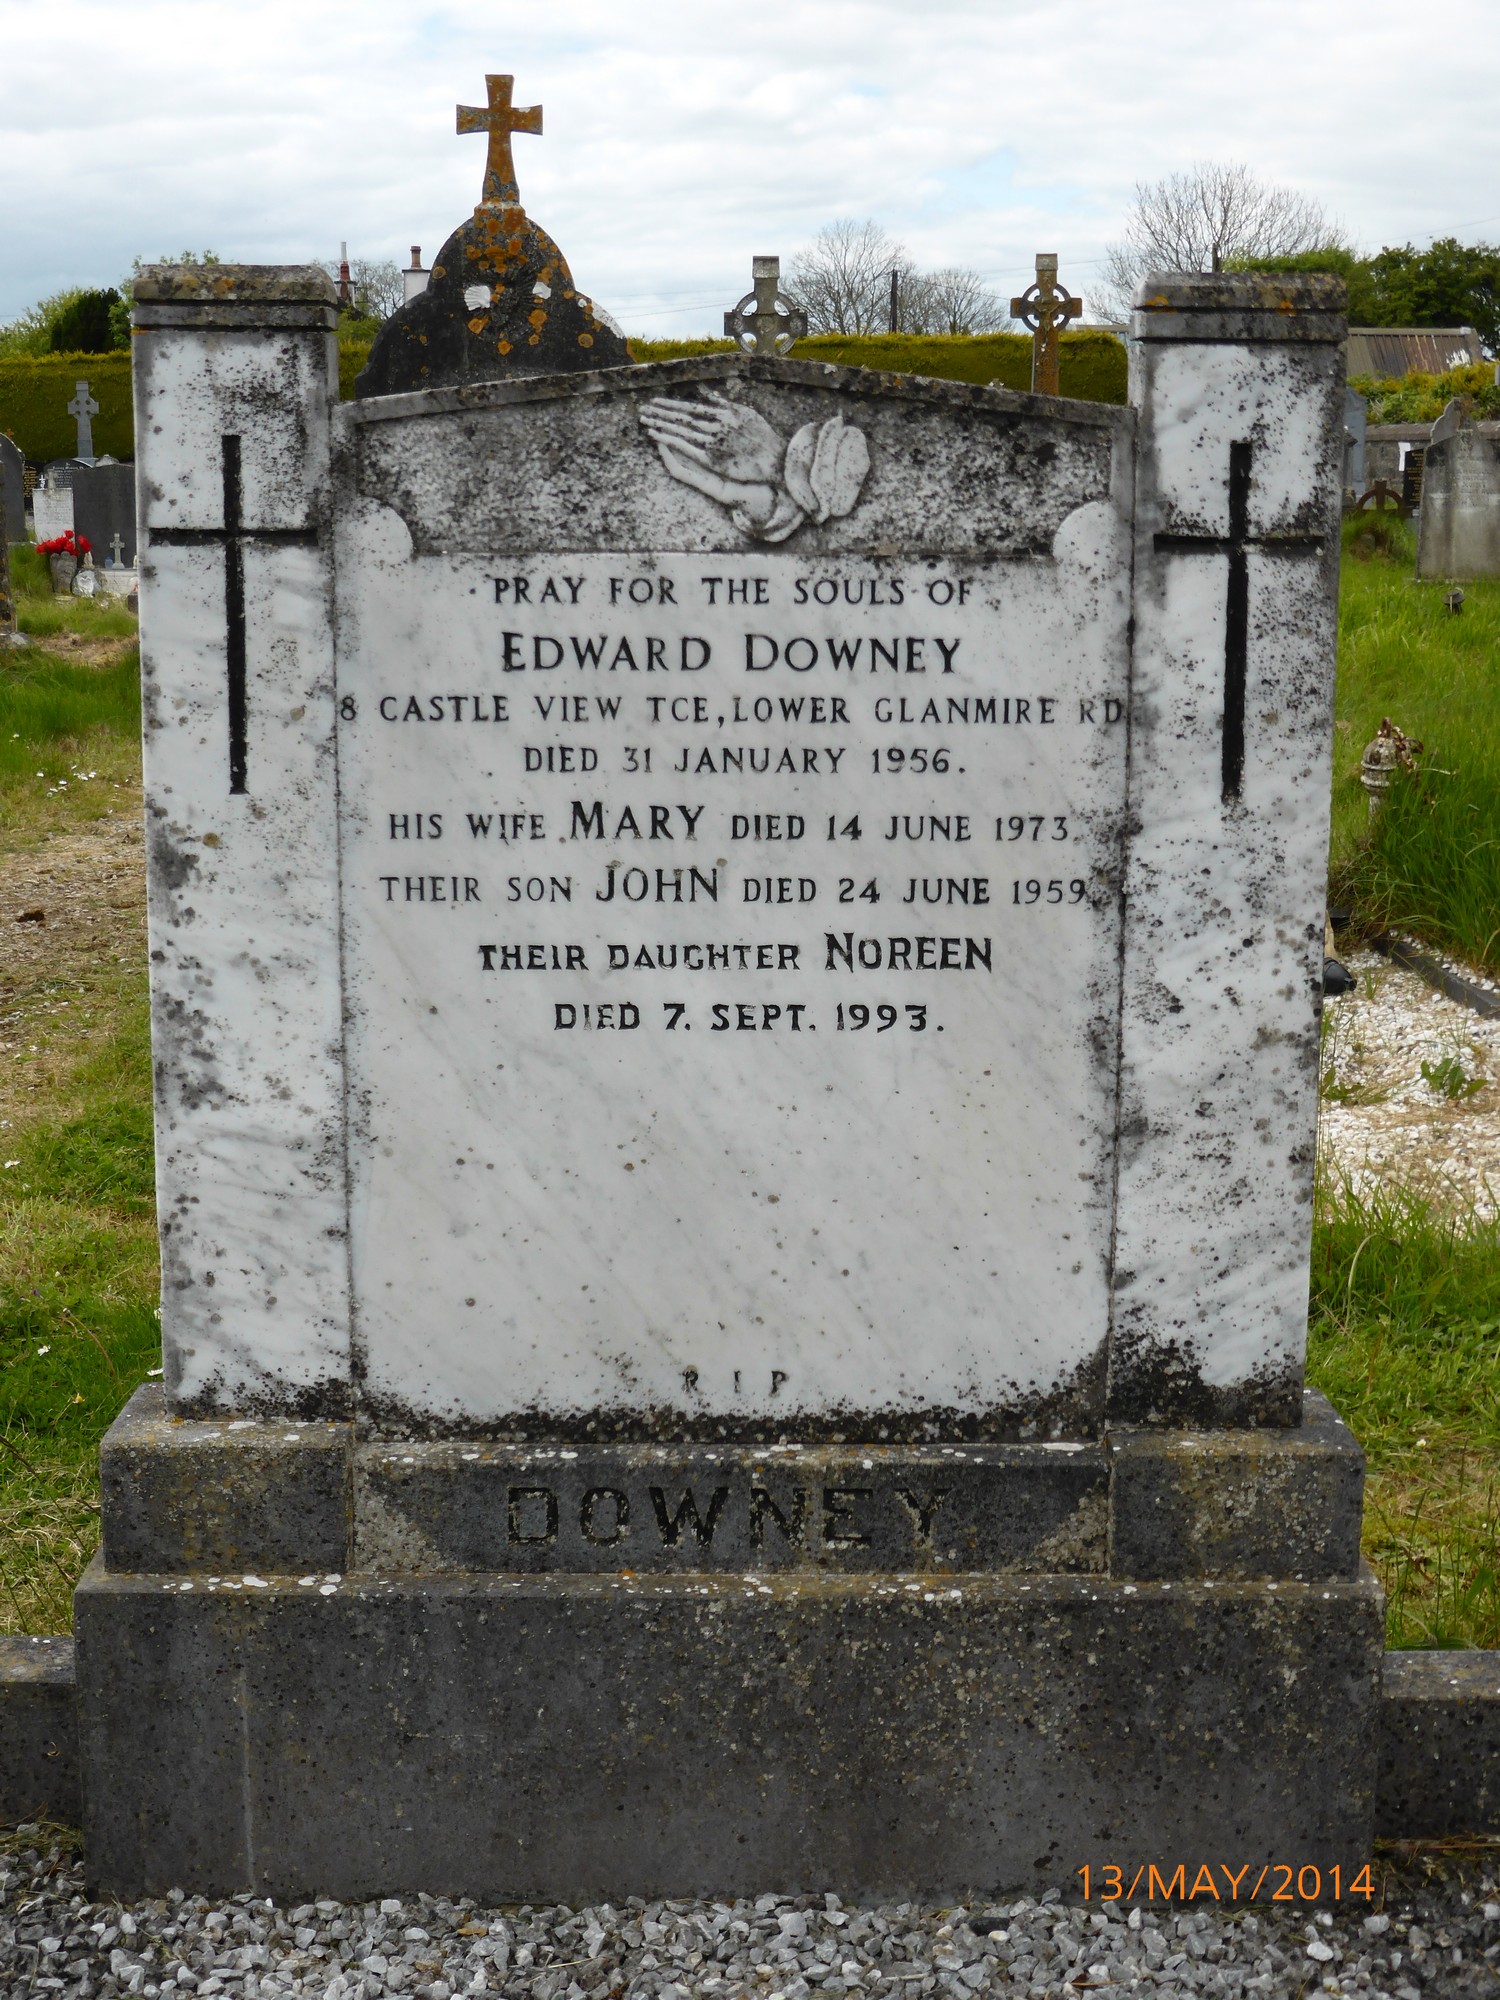 PRAY FOR THE SOULS OF
EDWARD DOWNEY
8 CASTLE VIEW TCE, LOWER GLANMIRE RD
DIED 31 JANUARY 1956.
HIS WIFE MARY DIED 14 JUNE 1973.
THEIR SON JOHN DIED 24 JUNE 1959
THEIR DAUGHTER NOREEN
DIED 7. SEPT. 1993.
R I P
DOWNEY
13/MAY/2014